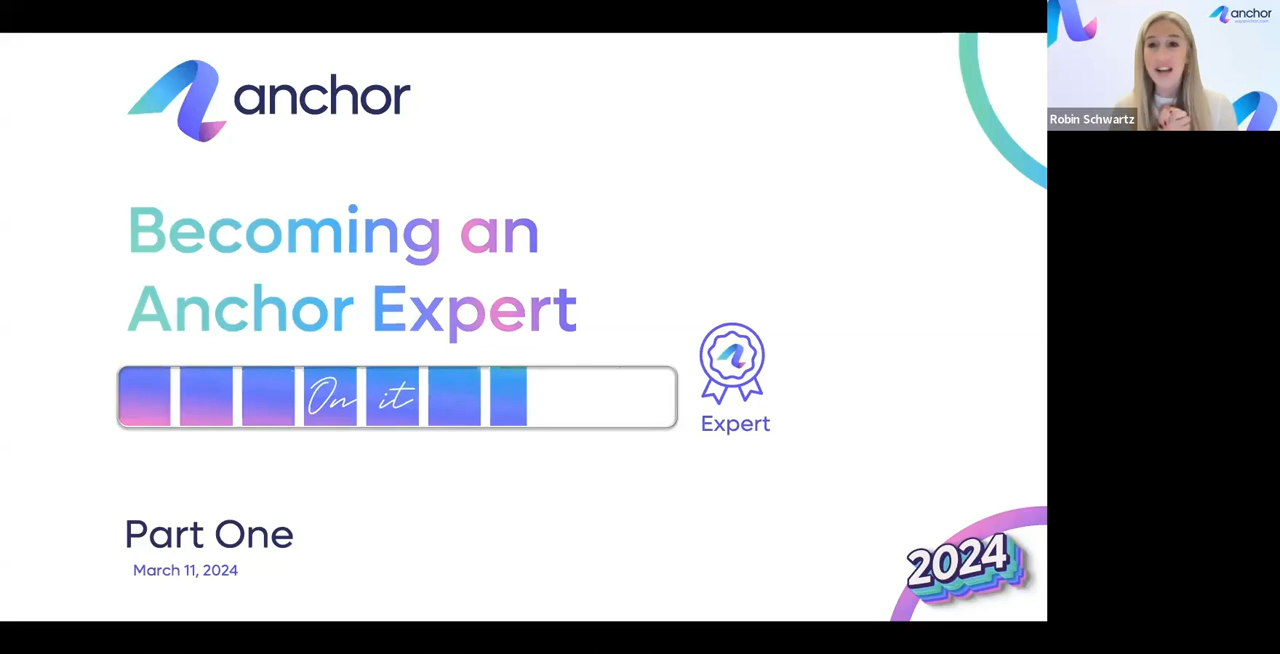 anchor
Becoming an
Anchor Expert
On it
Expert
Part One
March 11, 2024
2024
anchor
Robin Schwartz